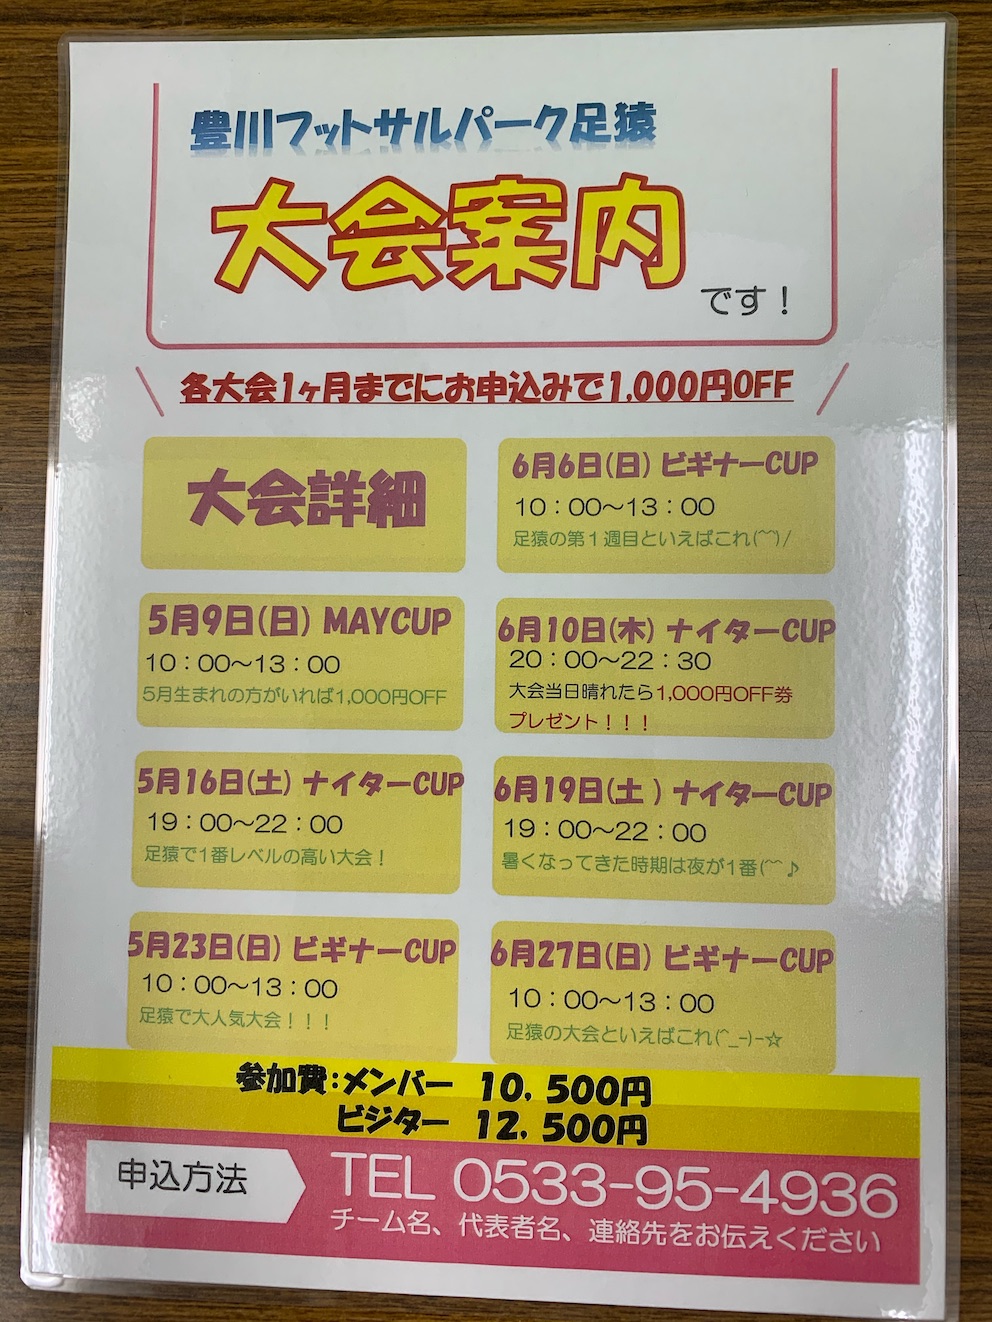 豊川フットサルパーク足猿
大会案内
です！
各大会1ヶ月までにお申込みで1,000円OFF
大会詳細
5月9日(日) MAYCUP
10：00～13：00
5月生まれの方がいれば1,000円OFF
5月16日(土) ナイターCUP
19：00～22：00
足猿で1番レベルの高い大会！
5月23日(日) ビギナーCUP
10：00～13：00
足猿で大人気大会！！！
6月6日(日) ビギナーCUP
10：00～13：00
足猿の第１週目といえばこれ(^^)/
6月10日(木) ナイターCUP
20：00～22：30
大会当日晴れたら1,000円OFF券
プレゼント！！！
6月19日(土 ) ナイターCUP
19：00～22：00
暑くなってきた時期は夜が1番(^^♪
6月27日(日) ビギナーCUP
10：00～13：00
足猿の大会といえばこれ(^_-)-☆
参加費：メンバー 10，500円
ビジター 12，500円
申込方法
TEL 0533-95-4936
チーム名、代表者名、連絡先をお伝えください